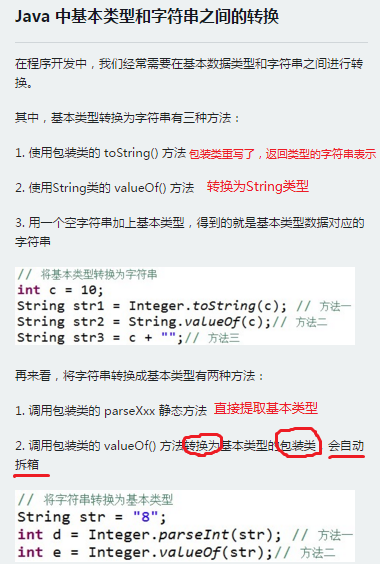 Java 中基本类型和字符串之间的转换
在程序开发中，我们经常需要在基本数据类型和字符串之间进行转
换。
其中，基本类型转换为字符串有三种方法：
1. 使用包装类的 toString() 方法 包装类重写了，返回类型的字符串表示
2. 使用String类的 valueOf() 方法 转换为String类型
3. 用一个空字符串加上基本类型，得到的就是基本类型数据对应的
字符串
// 将基本类型转换为字符串
int c = 10;
String str1 = Integer.toString(c); // 方法一
String str2 = String.valueOf(c);// 方法二
String str3 = c + "";// 方法三
再来看，将字符串转换成基本类型有两种方法：
1. 调用包装类的 parseXxx 静态方法 直接提取基本类型
2. 调用包装类的 valueOf() 方法转换为基本类型的包装类 会自动
拆箱
// 将字符串转换为基本类型
String str = "8";
int d = Integer.parseInt(str); // 方法一
int e = Integer.valueOf(str);// 方法二